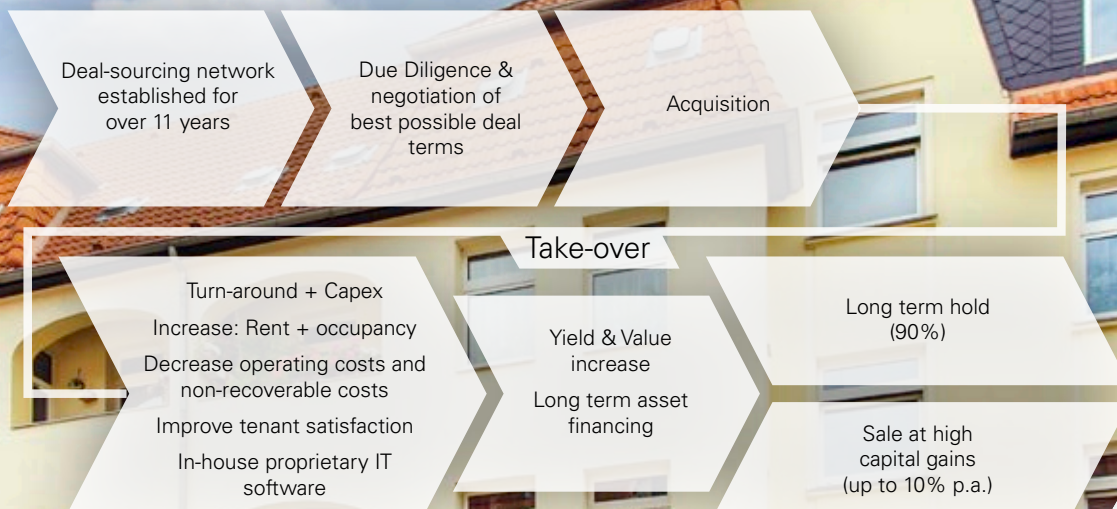 Deal-sourcing network
established for
over 11 years
Due Diligence &
negotiation of
best possible deal
terms
Acquisition
Take-over
Turn-around + Capex
Increase: Rent + occupancy
Decrease operating costs and
non-recoverable costs
Improve tenant satisfaction
In-house proprietary IT
software
Yield & Value
increase
Long term asset
financing
Long term hold
(90%)
Sale at high
capital gains
(up to 10% p.a.)